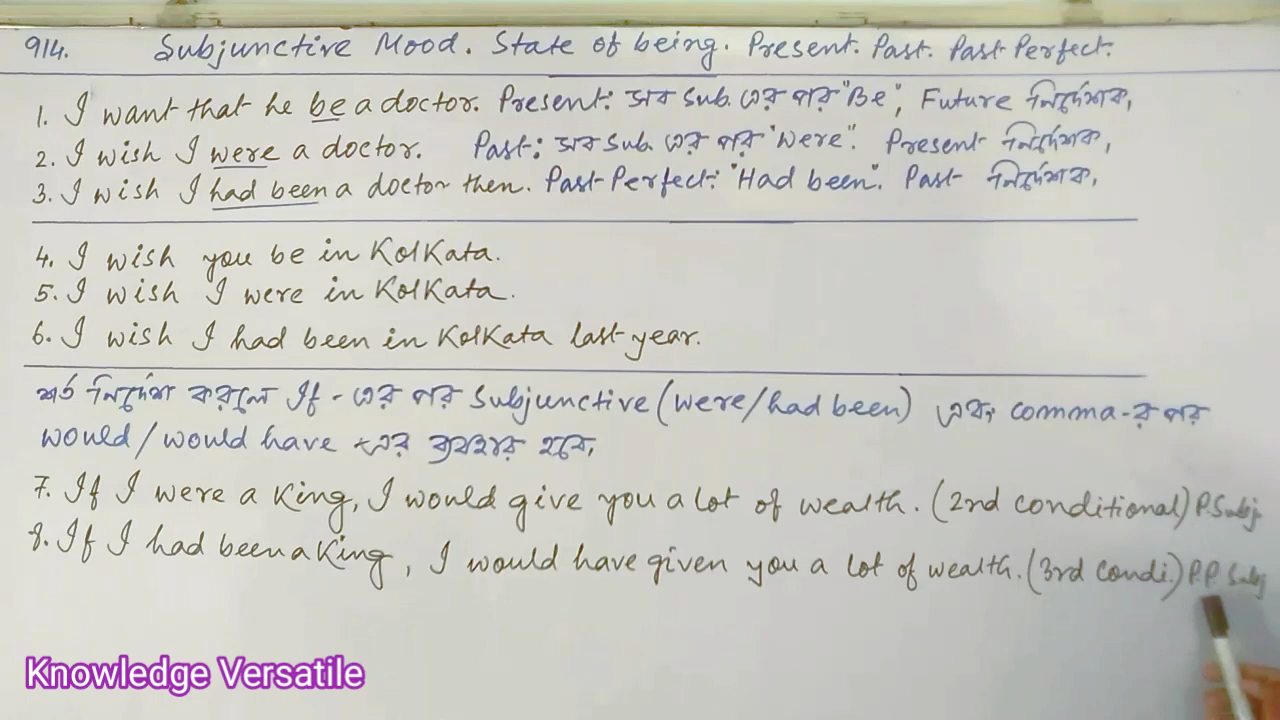 914. Subjunctive Mood. State of being. Present. Past. Past Perfect.
1. I want that he be a doctor. Present: সব Sub. এর পর "Be", Future নির্দেশক,
2. I wish I were a doctor. Past: সব Sub. এর পর "were". Present নির্দেশক,
3. I wish I had been a doctor then. Past Perfect: "Had been". Past নির্দেশক,
4. I wish you be in Kolkata.
5. I wish I were in Kolkata.
6. I wish I had been in Kolkata last year.
শর্ত নির্দেশ করলে If - এর পর Subjunctive (were/had been) এবং comma-র পর
would/would have এর ব্যবহার হবে,
7. If I were a King, I would give you a lot of wealth. (2nd conditional) P. Subj
8. If I had been a King, I would have given you a lot of wealth. (3rd condi.) P.P. Subj
Knowledge Versatile